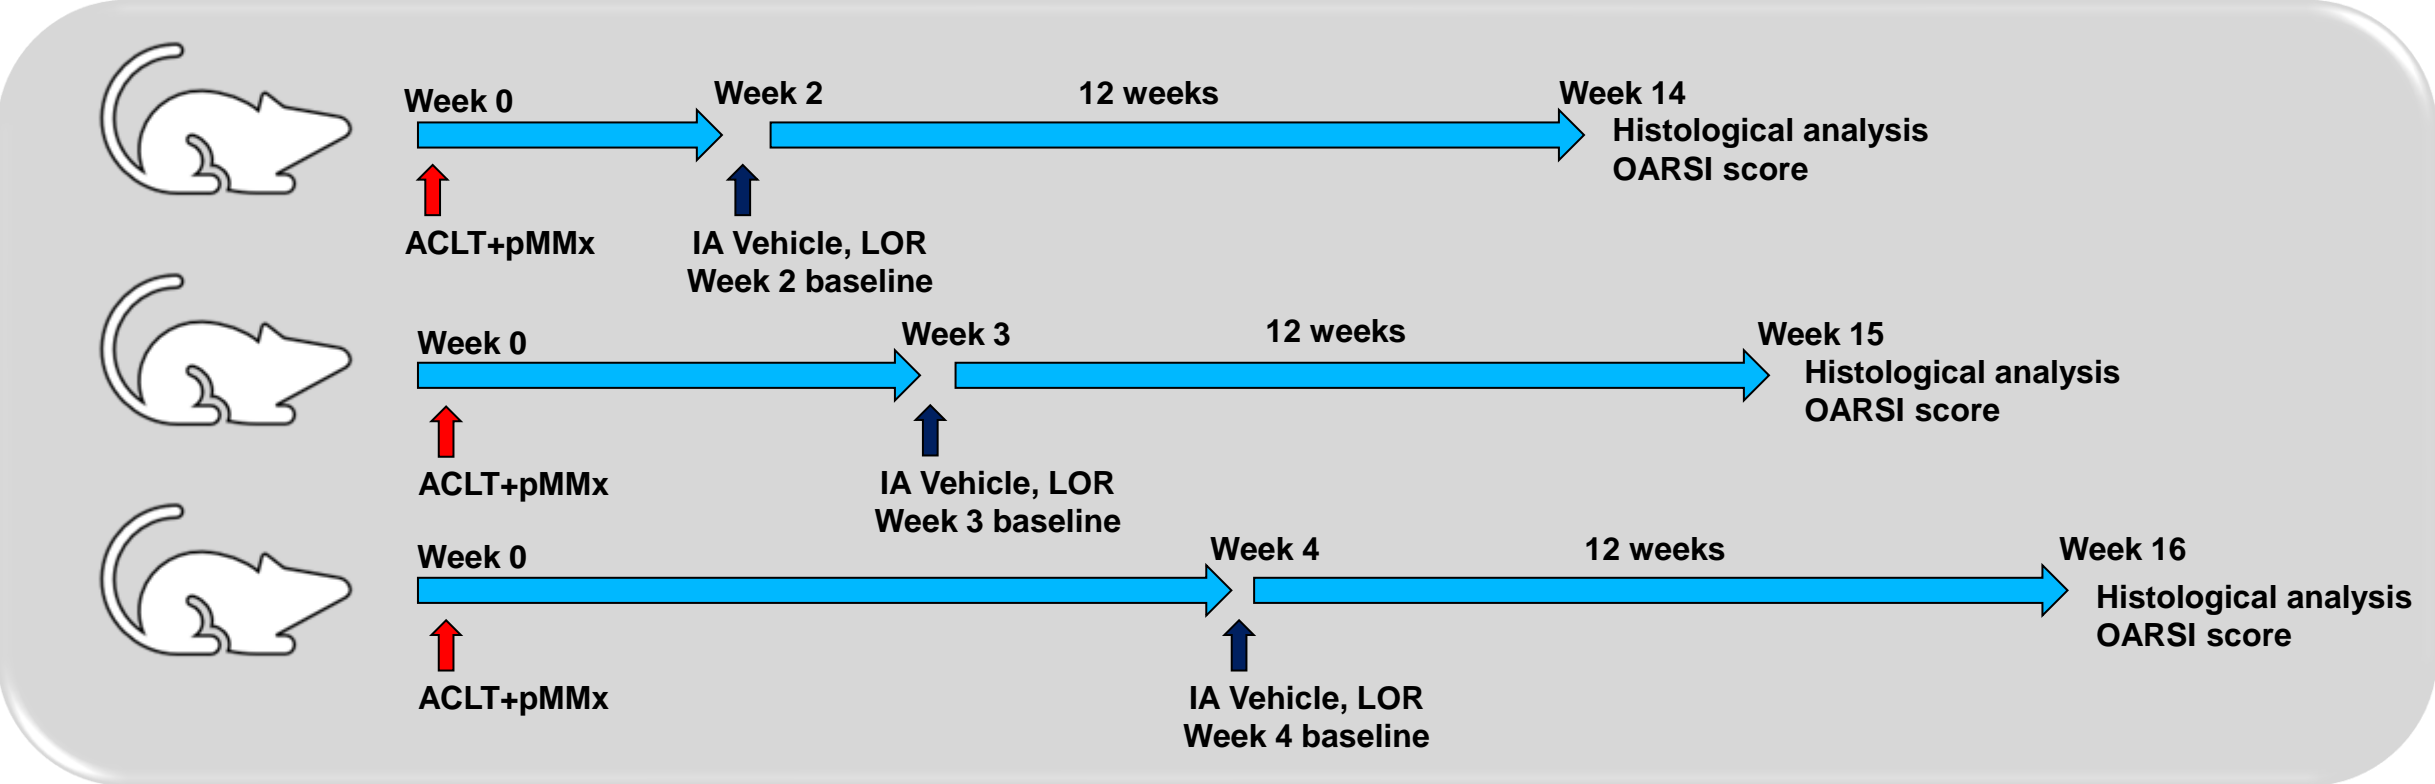 Week 0
Week 2
12 weeks
Week 14
Histological analysis
OARSI score
ACLT+pMMx
IA Vehicle, LOR
Week 2 baseline
Week 0
Week 3
12 weeks
Week 15
Histological analysis
OARSI score
ACLT+pMMx
IA Vehicle, LOR
Week 3 baseline
Week 0
Week 4
12 weeks
Week 16
Histological analysis
OARSI score
ACLT+pMMx
IA Vehicle, LOR
Week 4 baseline